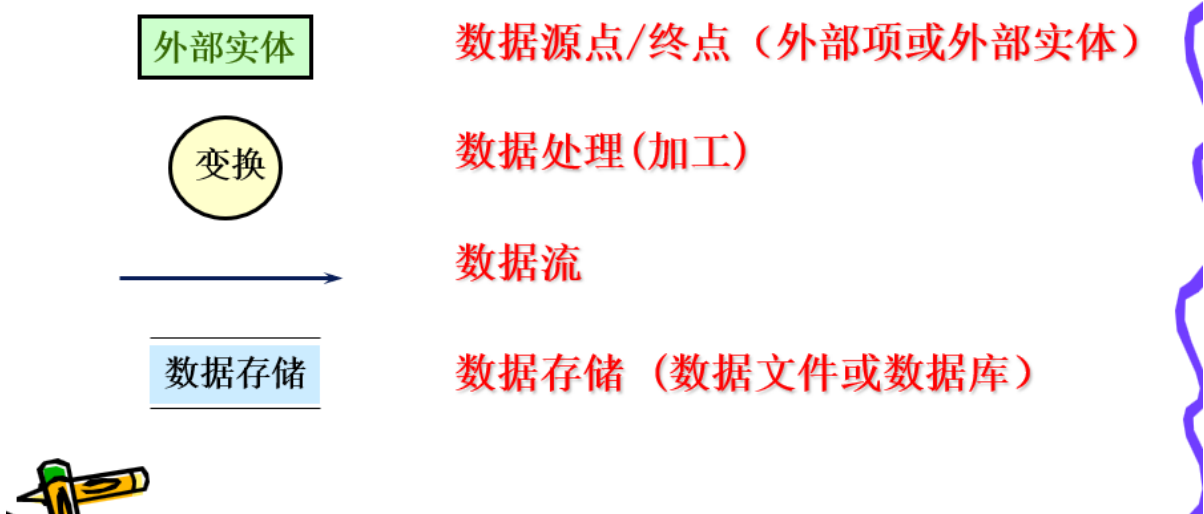 外部实体 数据源点/终点（外部项或外部实体）
变换 数据处理(加工)
数据流
数据存储 数据存储 (数据文件或数据库）